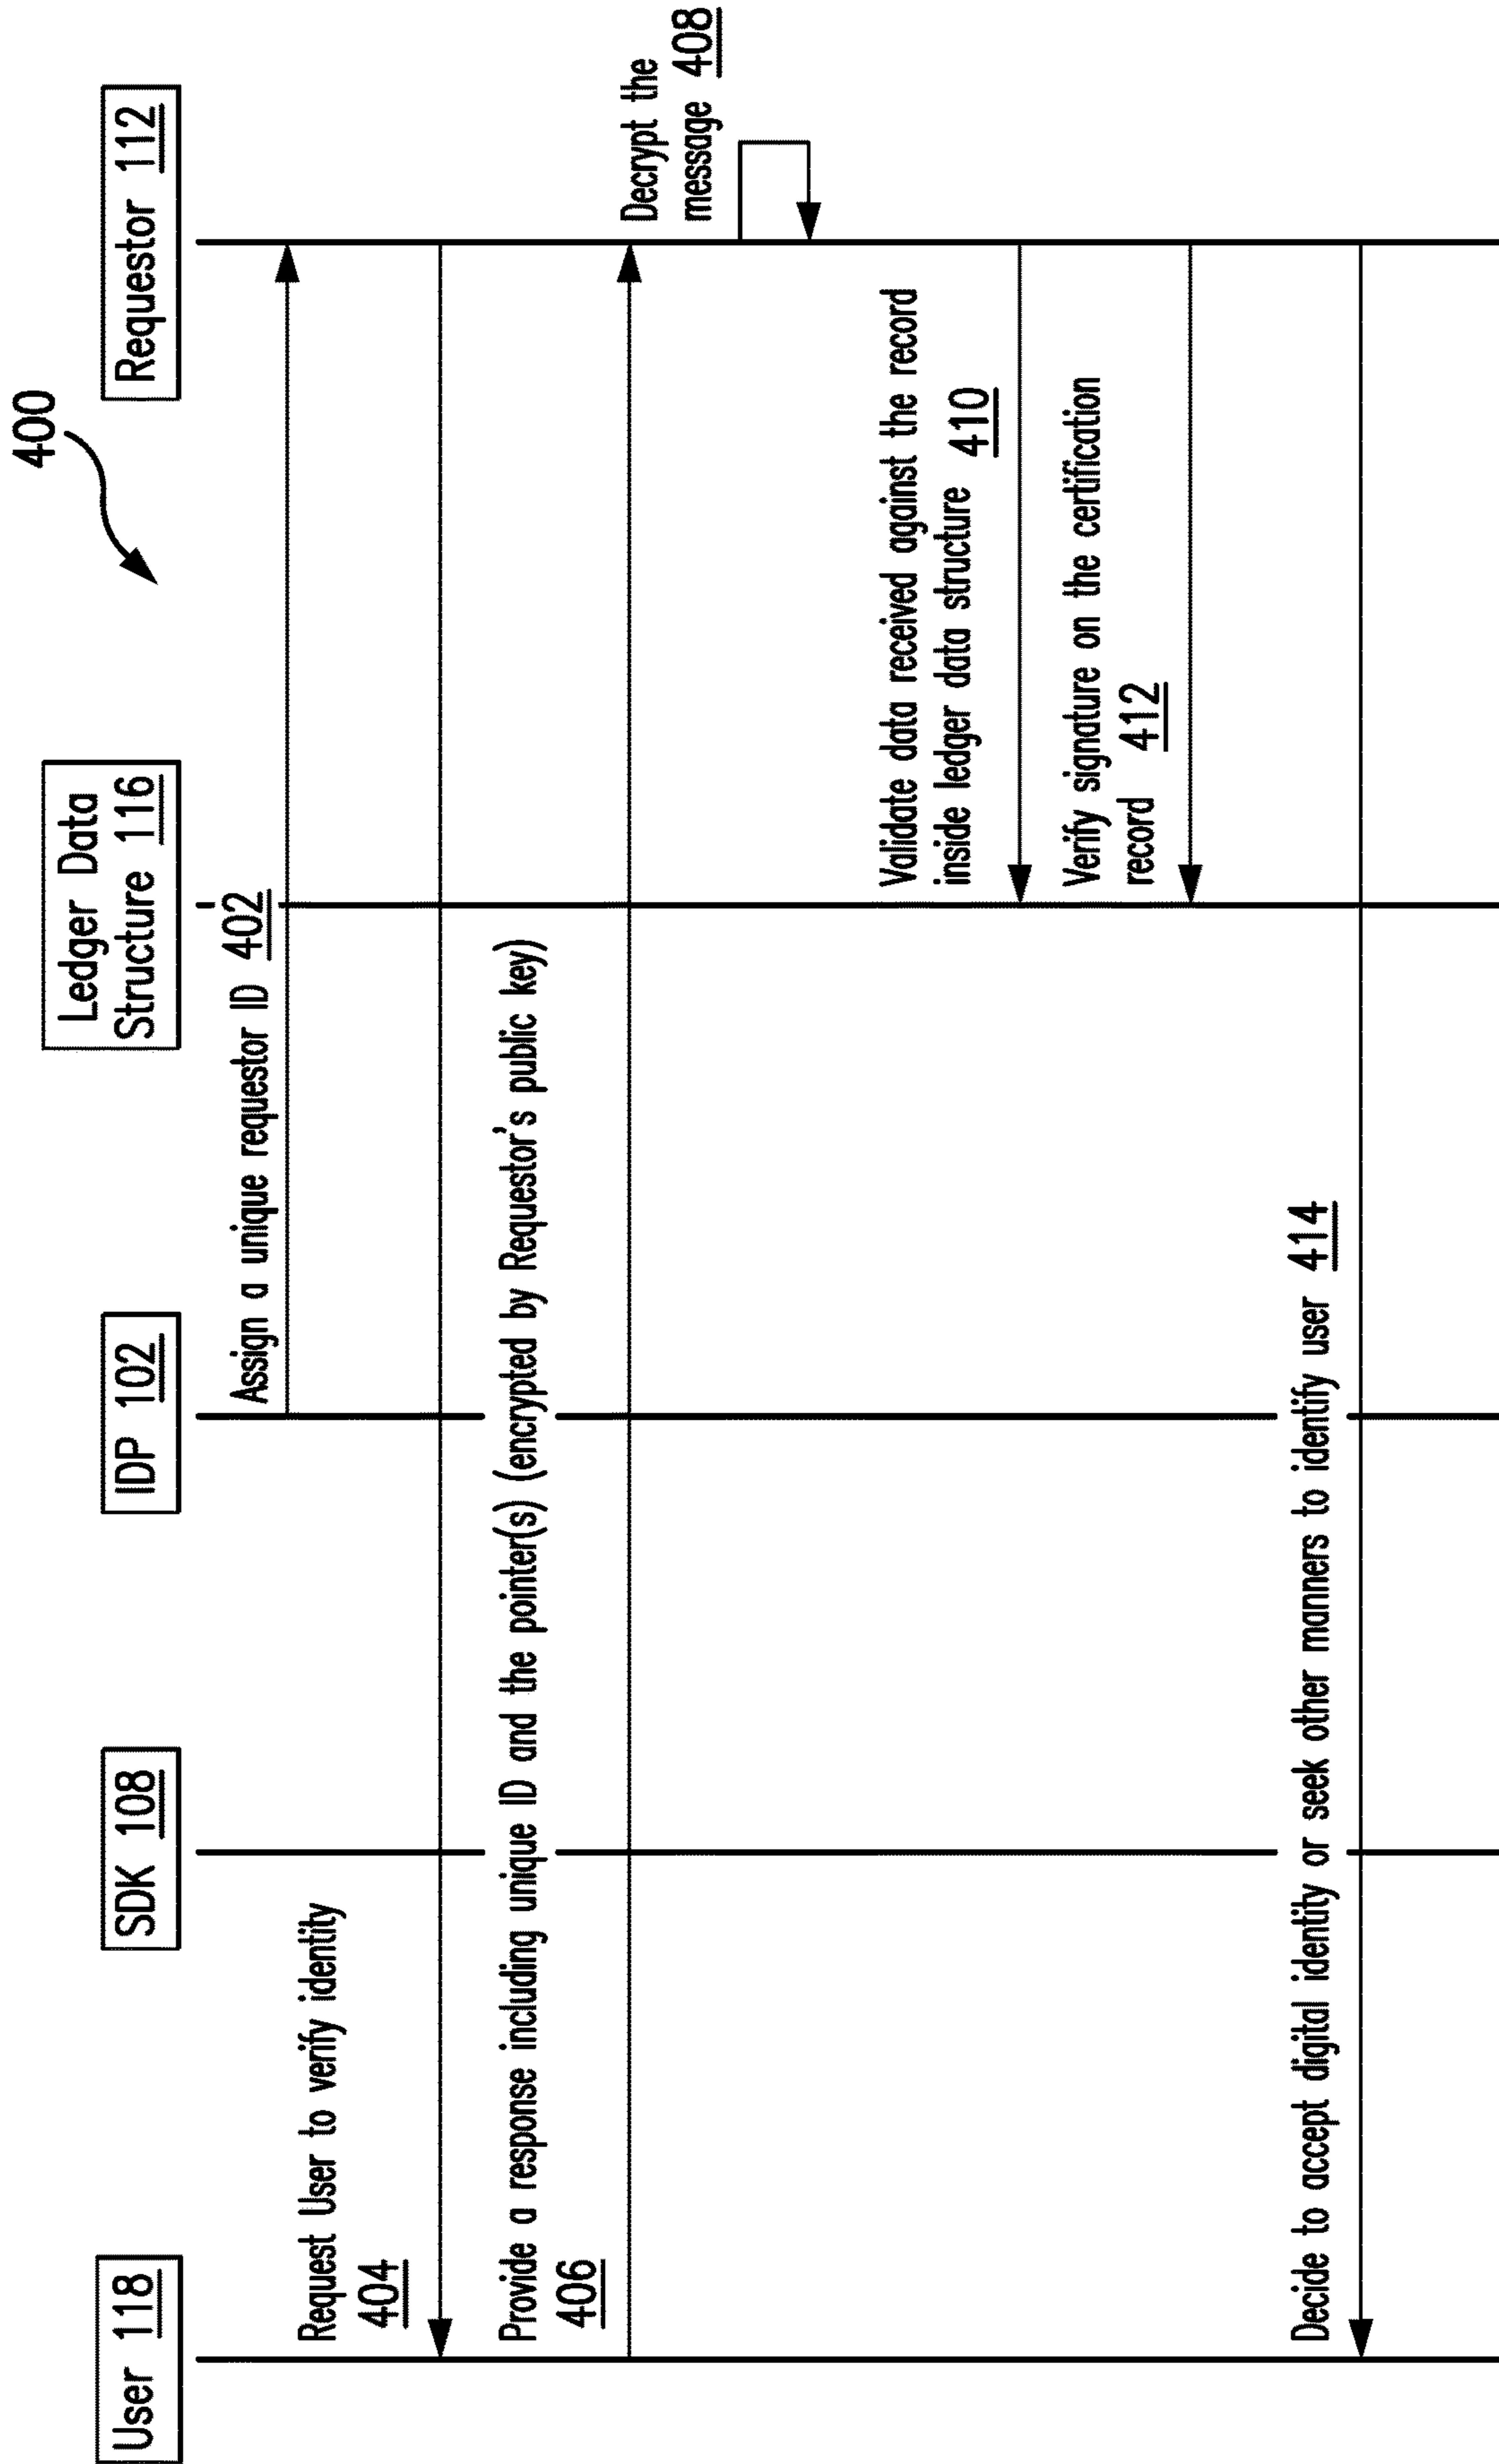 400
User 118
SDK 108
IDP 102
Ledger Data
Structure 116
Requestor 112
Assign a unique requestor ID 402
Request User to verify identity
404
Provide a response including unique ID and the pointer(s) (encrypted by Requestor's public key)
406
Decrypt the
message 408
Validate data received against the record
inside ledger data structure 410
Verify signature on the certification
record 412
Decide to accept digital identity or seek other manners to identify user 414